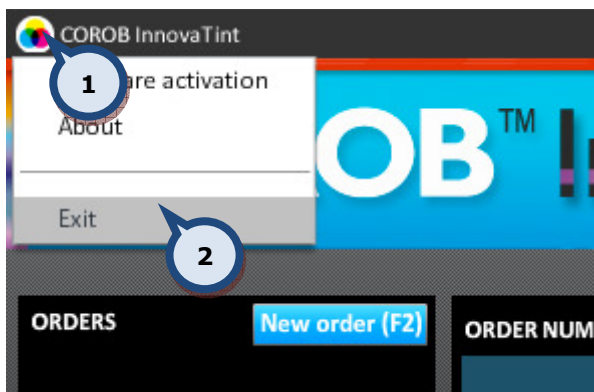 COROB InnovaTint
are activation
About
Exit
1
2
OB™
ORDERS
New order (F2)
ORDER NUM